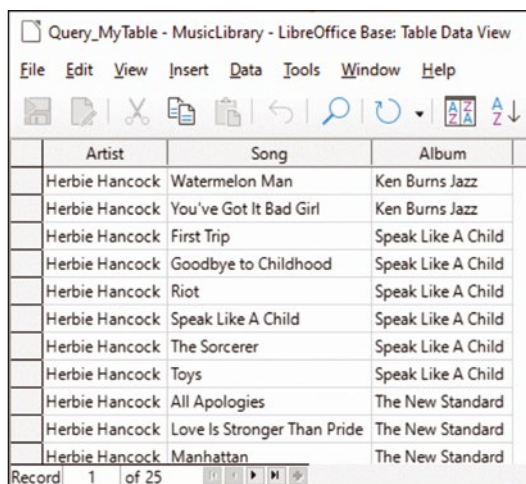 Query_MyTable - MusicLibrary - LibreOffice Base: Table Data View
File Edit View Insert Data Tools Window Help
Artist Song Album
Herbie Hancock Watermelon Man Ken Burns Jazz
Herbie Hancock You've Got It Bad Girl Ken Burns Jazz
Herbie Hancock First Trip Speak Like A Child
Herbie Hancock Goodbye to Childhood Speak Like A Child
Herbie Hancock Riot Speak Like A Child
Herbie Hancock Speak Like A Child Speak Like A Child
Herbie Hancock The Sorcerer Speak Like A Child
Herbie Hancock Toys Speak Like A Child
Herbie Hancock All Apologies The New Standard
Herbie Hancock Love Is Stronger Than Pride The New Standard
Herbie Hancock Manhattan The New Standard
Record 1 of 25